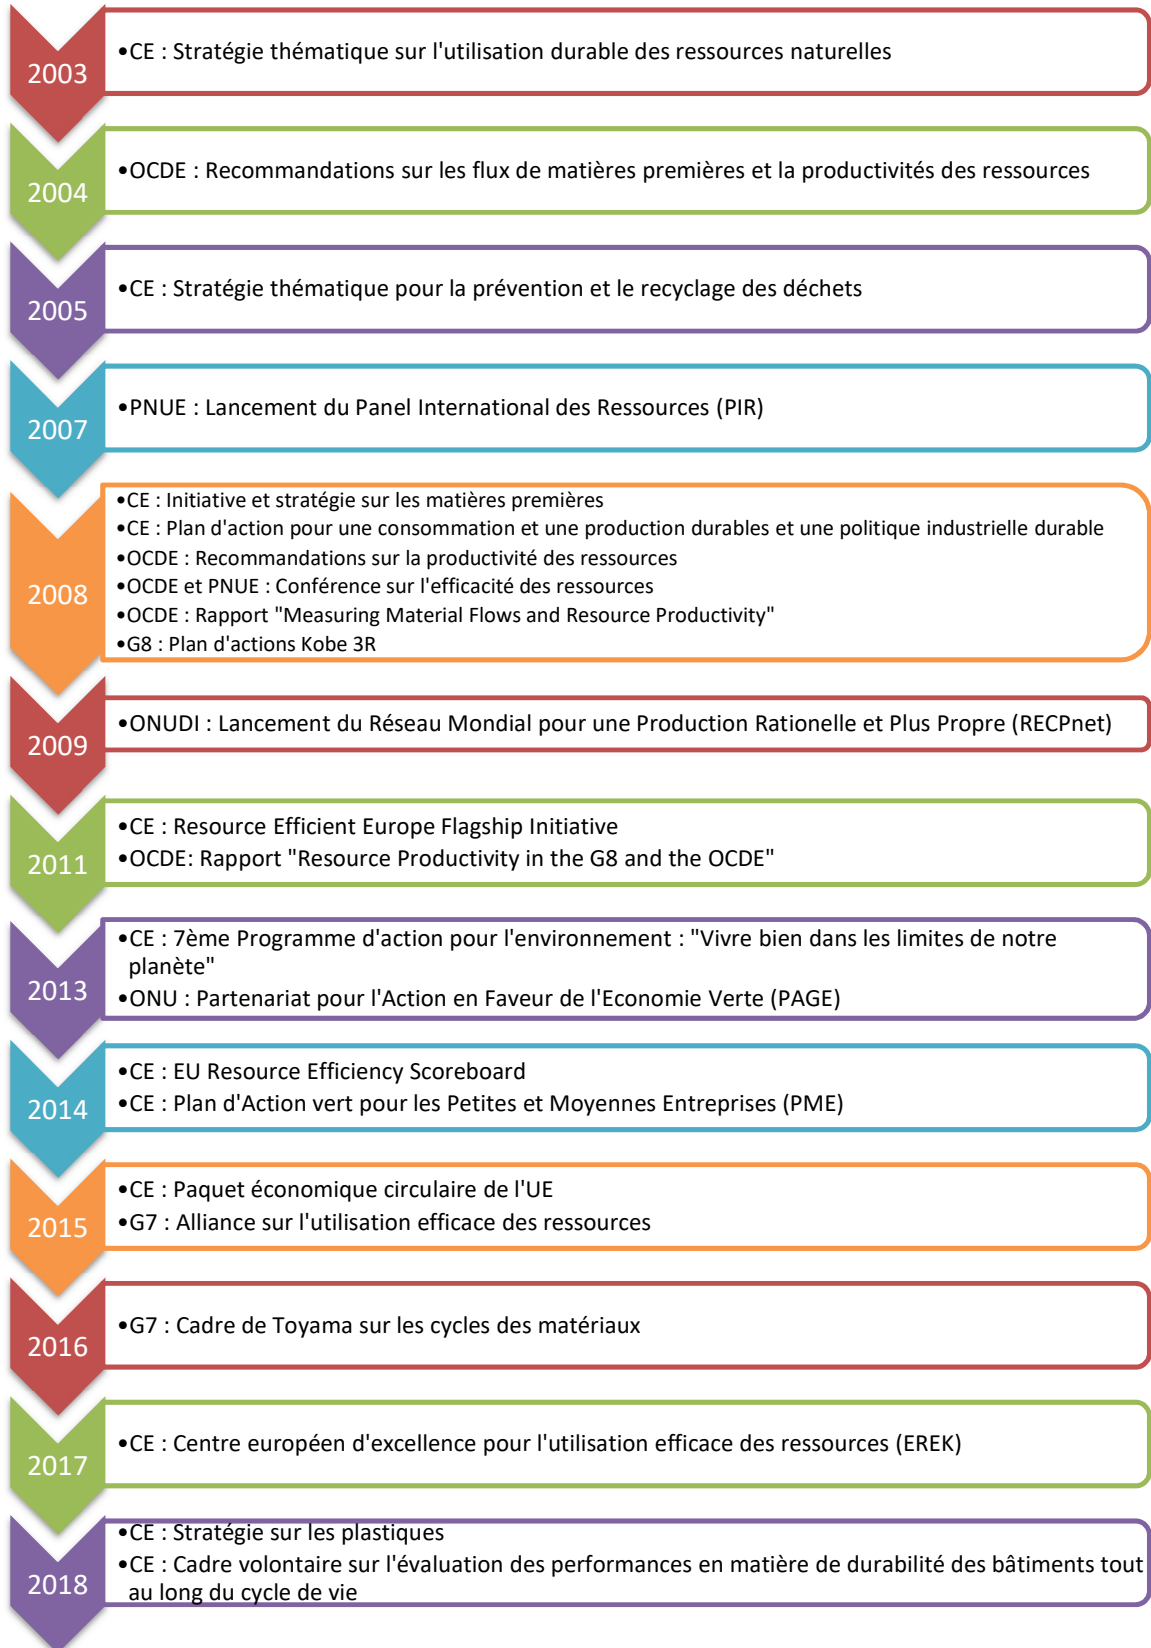 2003
•CE : Stratégie thématique sur l'utilisation durable des ressources naturelles
2004
•OCDE : Recommandations sur les flux de matières premières et la productivités des ressources
2005
•CE : Stratégie thématique pour la prévention et le recyclage des déchets
2007
•PNUE : Lancement du Panel International des Ressources (PIR)
2008
•CE : Initiative et stratégie sur les matières premières
•CE : Plan d'action pour une consommation et une production durables et une politique industrielle durable
•OCDE : Recommandations sur la productivité des ressources
•OCDE et PNUE : Conférence sur l'efficacité des ressources
•OCDE : Rapport "Measuring Material Flows and Resource Productivity"
•G8 : Plan d'actions Kobe 3R
2009
•ONUDI : Lancement du Réseau Mondial pour une Production Rationelle et Plus Propre (RECPnet)
2011
•CE : Resource Efficient Europe Flagship Initiative
•OCDE: Rapport "Resource Productivity in the G8 and the OCDE"
2013
•CE : 7ème Programme d'action pour l'environnement : "Vivre bien dans les limites de notre
planète"
•ONU : Partenariat pour l'Action en Faveur de l'Economie Verte (PAGE)
2014
•CE : EU Resource Efficiency Scoreboard
•CE : Plan d'Action vert pour les Petites et Moyennes Entreprises (PME)
2015
•CE : Paquet économique circulaire de l'UE
•G7 : Alliance sur l'utilisation efficace des ressources
2016
•G7 : Cadre de Toyama sur les cycles des matériaux
2017
•CE : Centre européen d'excellence pour l'utilisation efficace des ressources (EREK)
2018
•CE : Stratégie sur les plastiques
•CE : Cadre volontaire sur l'évaluation des performances en matière de durabilité des bâtiments tout
au long du cycle de vie